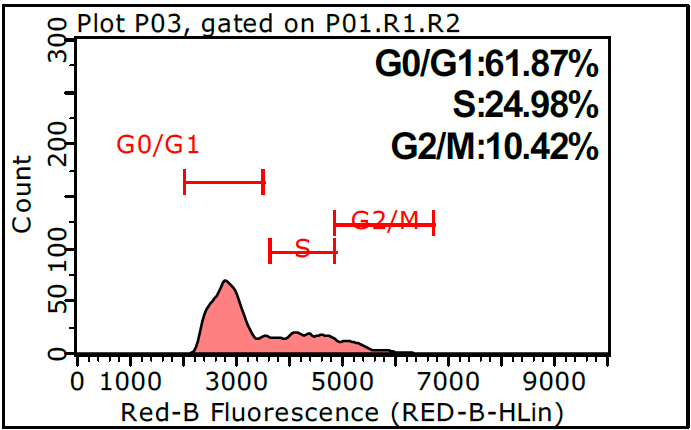 Plot P03, gated on P01.R1.R2
G0/G1:61.87%
S:24.98%
G2/M:10.42%
G0/G1
G2/M
S
Count
300
200
100
50
0
0 1000 3000 5000 7000 9000
Red-B Fluorescence (RED-B-HLin)